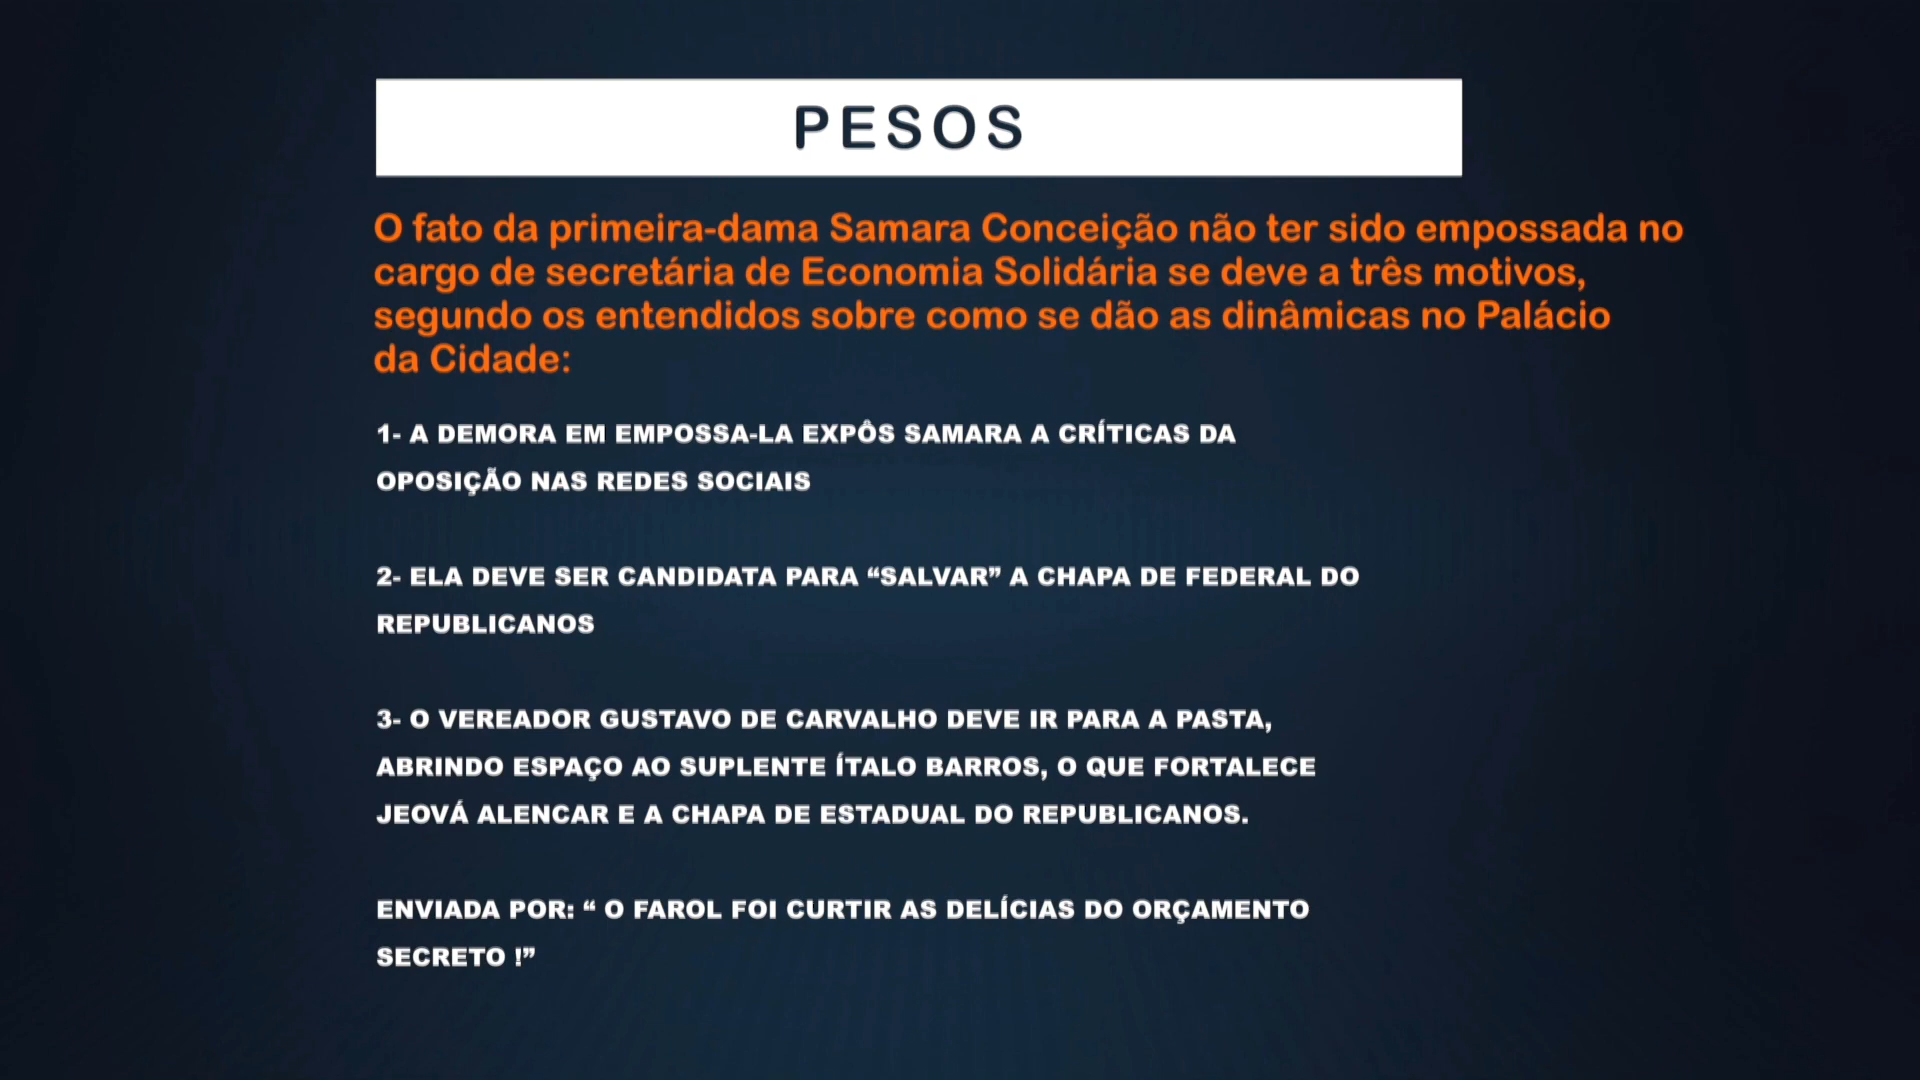 PESOS
O fato da primeira-dama Samara Conceição não ter sido empossada no
cargo de secretária de Economia Solidária se deve a três motivos,
segundo os entendidos sobre como se dão as dinâmicas no Palácio
da Cidade:
1- A DEMORA EM EMPOSSA-LA EXPÔS SAMARA A CRÍTICAS DA
OPOSIÇÃO NAS REDES SOCIAIS
2- ELA DEVE SER CANDIDATA PARA “SALVAR” A CHAPA DE FEDERAL DO
REPUBLICANOS
3- O VEREADOR GUSTAVO DE CARVALHO DEVE IR PARA A PASTA,
ABRINDO ESPAÇO AO SUPLENTE ÍTALO BARROS, O QUE FORTALECE
JEOVÁ ALENCAR E A CHAPA DE ESTADUAL DO REPUBLICANOS.
ENVIADA POR: “ O FAROL FOI CURTIR AS DELÍCIAS DO ORÇAMENTO
SECRETO !”